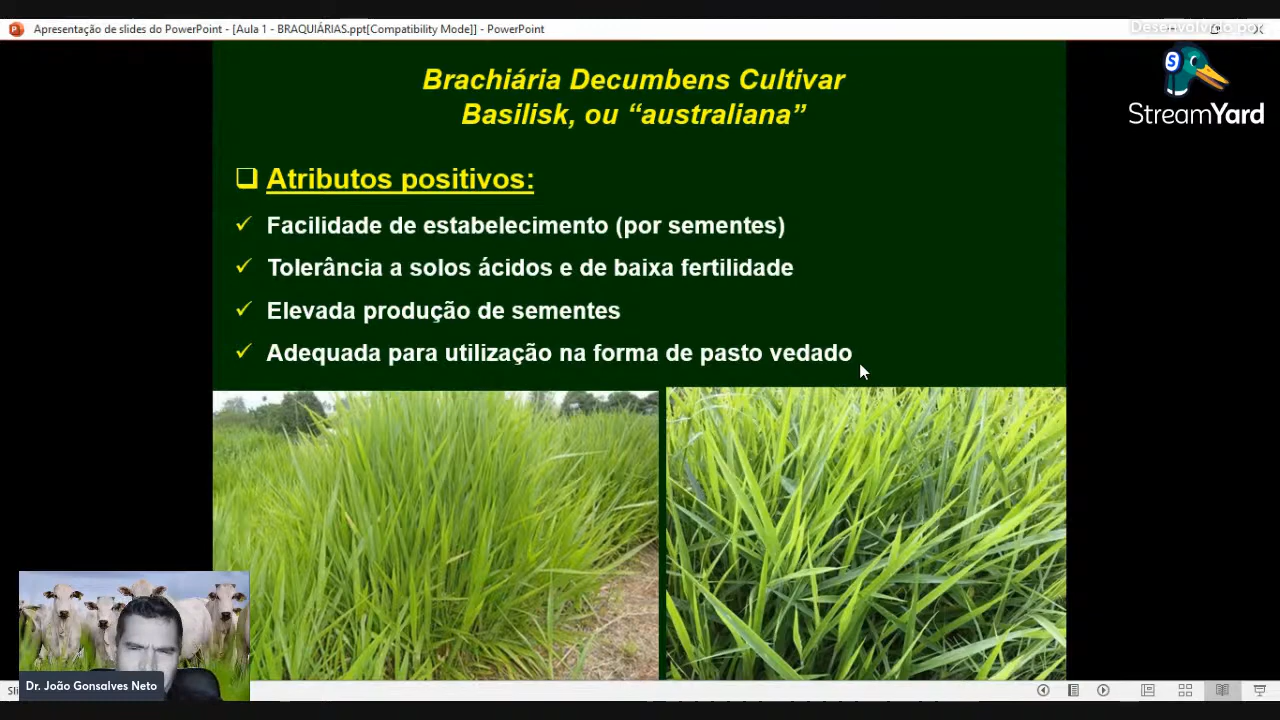 Apresentação de slides do PowerPoint - [Aula 1 - BRAQUIÁRIAS.ppt[Compatibility Mode]] - PowerPoint
Desenvolvido por
StreamYard
Brachiária Decumbens Cultivar
Basilisk, ou “australiana”
Atributos positivos:
Facilidade de estabelecimento (por sementes)
Tolerância a solos ácidos e de baixa fertilidade
Elevada produção de sementes
Adequada para utilização na forma de pasto vedado
Dr. João Gonsalves Neto